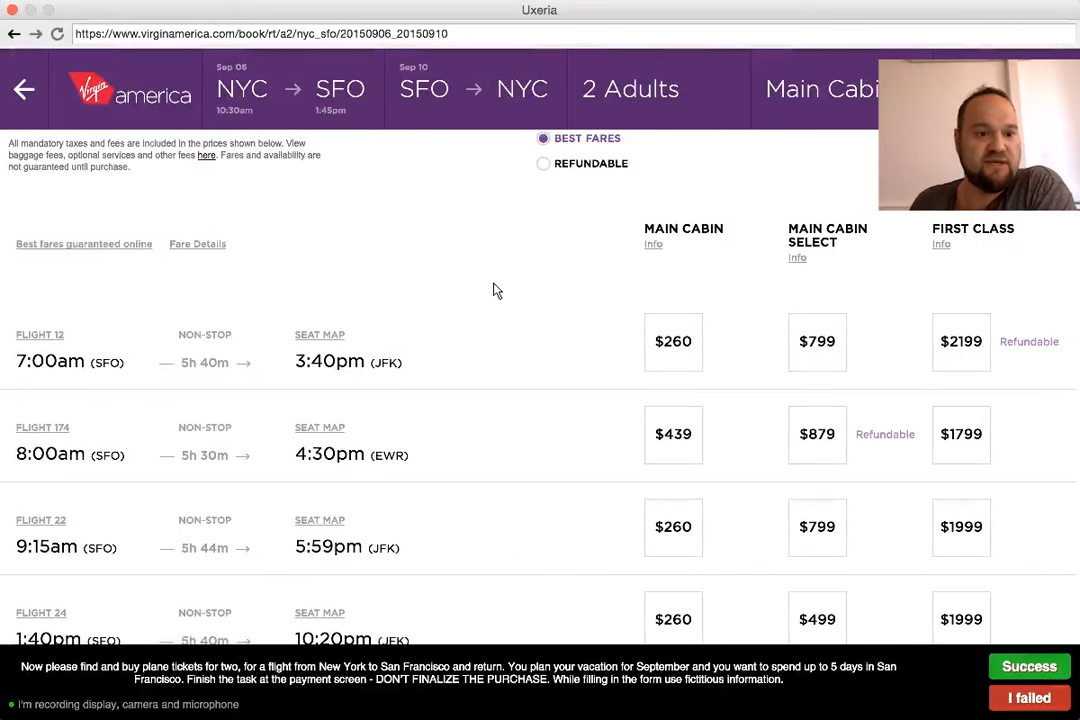 Uxeria
https://www.virginamerica.com/book/rt/a2/nyc_sfo/20150906_20150910
Sep 06
Sep 10
Virgin america
NYC → SFO
SFO → NYC
2 Adults
Main Cabi
10:30am
1:45pm
All mandatory taxes and fees are included in the prices shown below. View
baggage fees, optional services and other fees here. Fares and availability are
not guaranteed until purchase.
BEST FARES
REFUNDABLE
Best fares guaranteed online
Fare Details
MAIN CABIN
Info
MAIN CABIN
SELECT
Info
FIRST CLASS
Info
FLIGHT 12
NON-STOP
SEAT MAP
7:00am (SFO)
— 5h 40m →
3:40pm (JFK)
$260
$799
$2199
Refundable
FLIGHT 174
NON-STOP
SEAT MAP
8:00am (SFO)
— 5h 30m →
4:30pm (EWR)
$439
$879
Refundable
$1799
FLIGHT 22
NON-STOP
SEAT MAP
9:15am (SFO)
— 5h 44m →
5:59pm (JFK)
$260
$799
$1999
FLIGHT 24
NON-STOP
SEAT MAP
1:40pm (SFO)
— 5h 40m →
10:20pm (JFK)
$260
$499
$1999
Now please find and buy plane tickets for two, for a flight from New York to San Francisco and return. You plan your vacation for September and you want to spend up to 5 days in San
Francisco. Finish the task at the payment screen - DON'T FINALIZE THE PURCHASE. While filling in the form use fictitious information.
Success
I failed
I'm recording display, camera and microphone